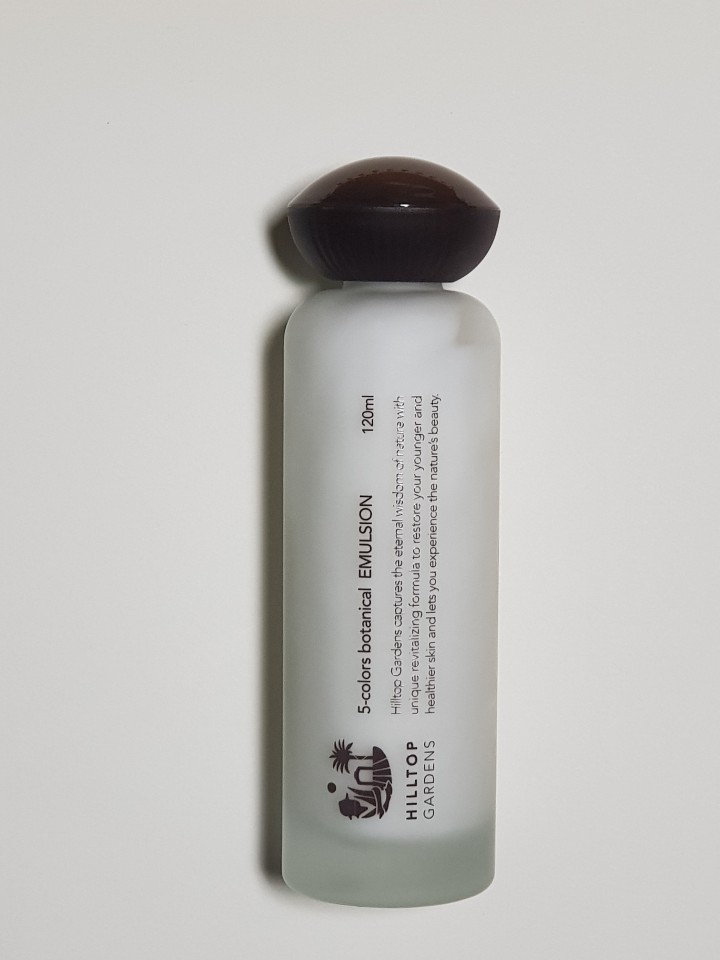 HILLTOP
GARDENS
5-colors botanical EMULSION 120ml
Hilltop Gardens captures the eternal wisdom of nature with
unique revitalizing formula to restore your younger and
healthier skin and lets you experience the nature's beauty.